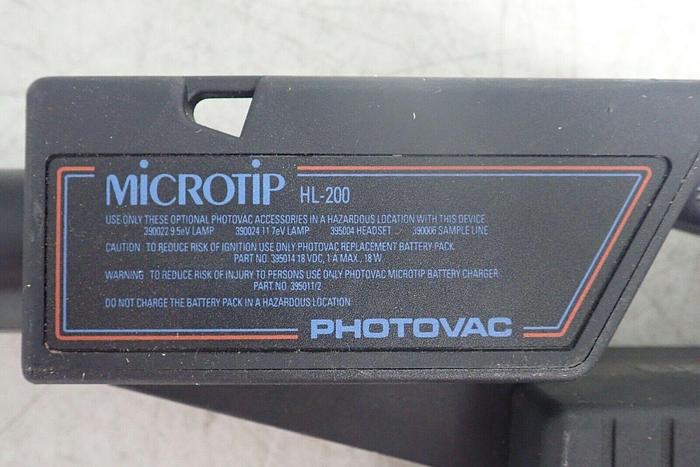 MICROTIP HL-200
USE ONLY THESE OPTIONAL PHOTOVAC ACCESSORIES IN A HAZARDOUS LOCATION WITH THIS DEVICE
390022 9.5eV LAMP 390024 11.7eV LAMP 395004 HEADSET 390006 SAMPLE LINE
CAUTION TO REDUCE RISK OF IGNITION USE ONLY PHOTOVAC REPLACEMENT BATTERY PACK.
PART NO. 395014 18 VDC, 1 A MAX., 18 W
WARNING TO REDUCE RISK OF INJURY TO PERSONS USE ONLY PHOTOVAC MICROTIP BATTERY CHARGER
PART NO 395011/2
DO NOT CHARGE THE BATTERY PACK IN A HAZARDOUS LOCATION
PHOTOVAC